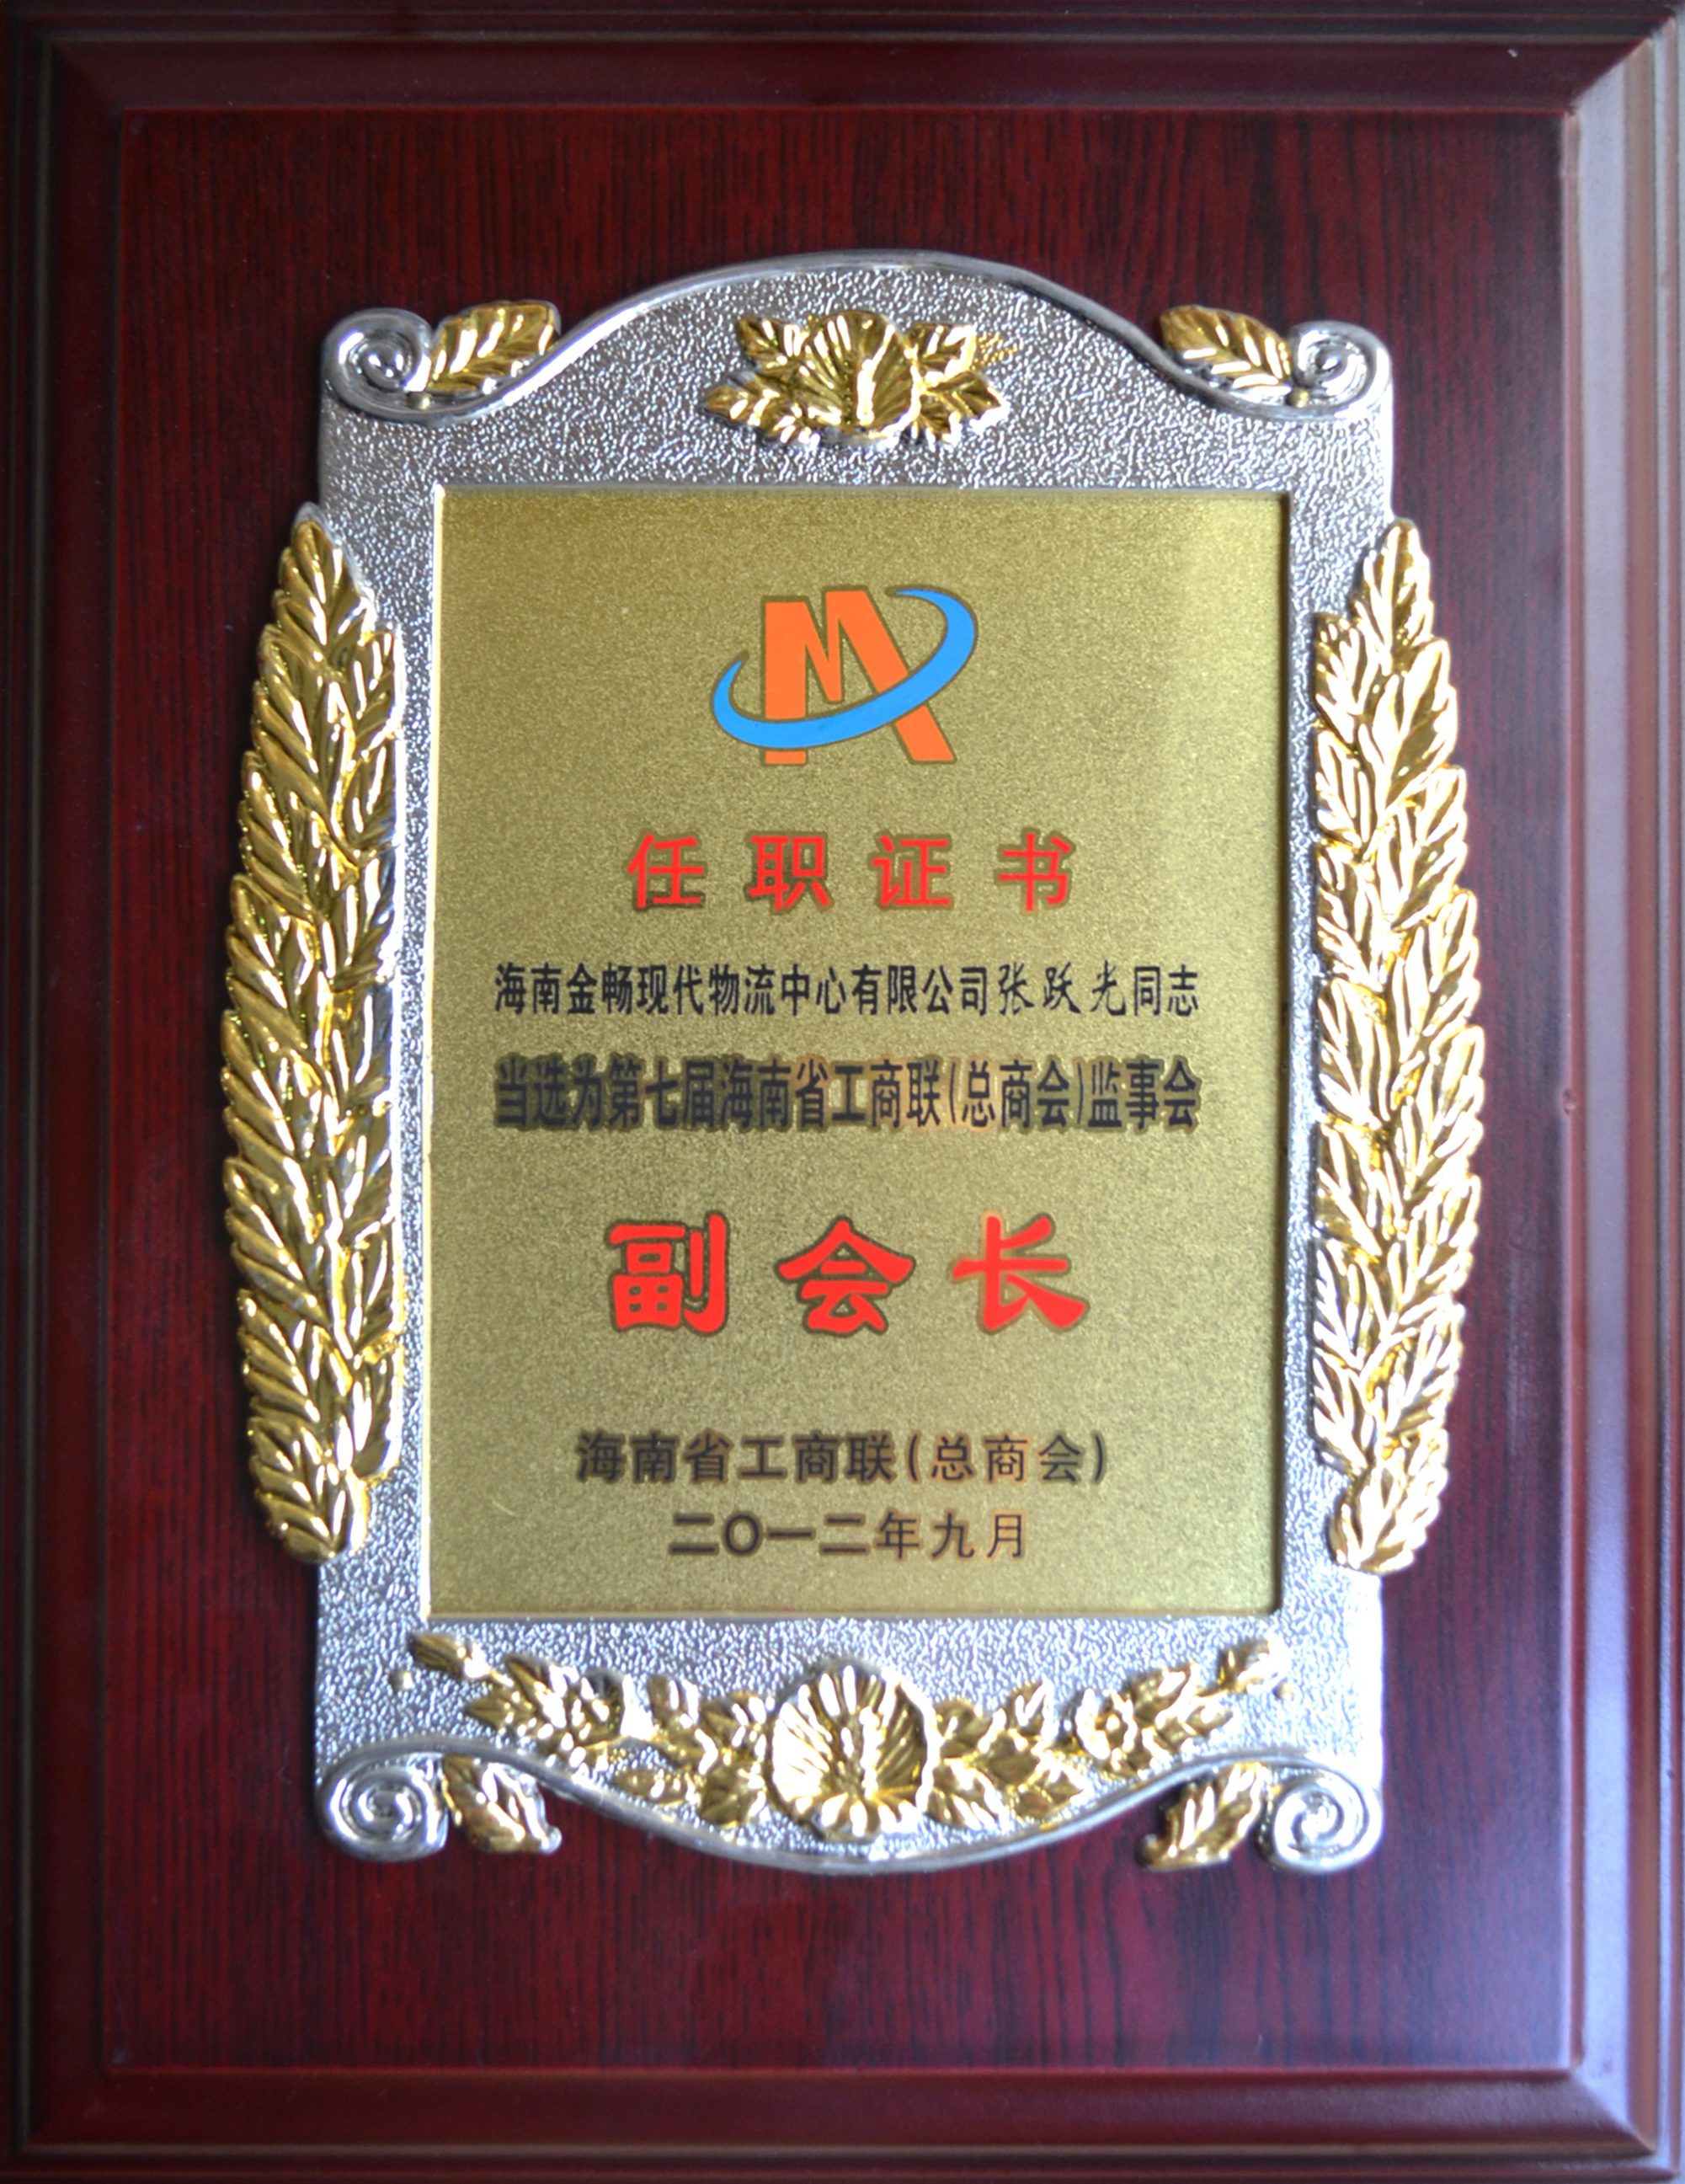 任职证书
海南金畅现代物流中心有限公司张跃光同志
当选为第七届海南省工商联(总商会)监事会
副会长
海南省工商联(总商会)
二〇一二年九月